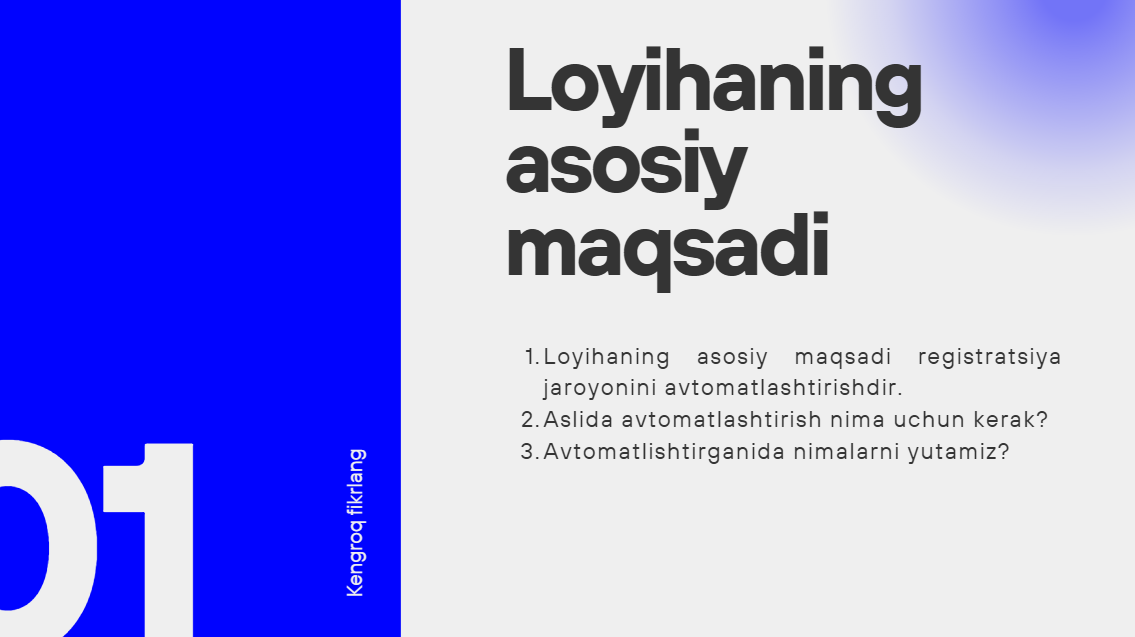 Loyihaning
asosiy
maqsadi
1. Loyihaning asosiy maqsadi registratsiya
jaroyonini avtomatlashtirishdir.
2. Aslida avtomatlashtirish nima uchun kerak?
3. Avtomatlishtirganida nimalarni yutamiz?
01
Kengroq fikrlang